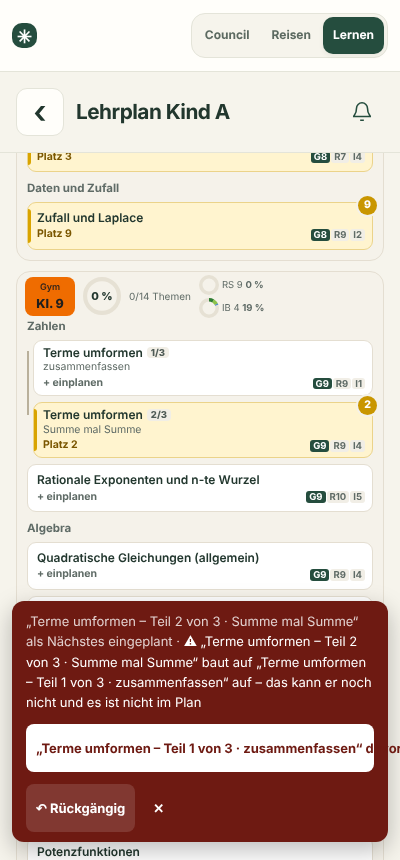 Council Reisen Lernen
‹ Lehrplan Kind A
Platz 3 G8 R7 I4
Daten und Zufall
9
Zufall und Laplace
Platz 9 G8 R9 I2
Gym
Kl. 9
0 %
0/14 Themen
RS 9 0 %
IB 4 19 %
Zahlen
Terme umformen 1/3
zusammenfassen
+ einplanen G9 R9 I1
2
Terme umformen 2/3
Summe mal Summe
Platz 2 G9 R9 I4
Rationale Exponenten und n-te Wurzel
+ einplanen G9 R10 I5
Algebra
Quadratische Gleichungen (allgemein)
+ einplanen G9 R9 I4
„Terme umformen – Teil 2 von 3 · Summe mal Summe“
als Nächstes eingeplant · ⚠ „Terme umformen – Teil 2
von 3 · Summe mal Summe“ baut auf „Terme umformen
– Teil 1 von 3 · zusammenfassen“ auf – das kann er noch
nicht und es ist nicht im Plan
„Terme umformen – Teil 1 von 3 · zusammenfassen“
↶ Rückgängig ✕
Potenzfunktionen